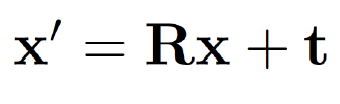 x′ = Rx + t